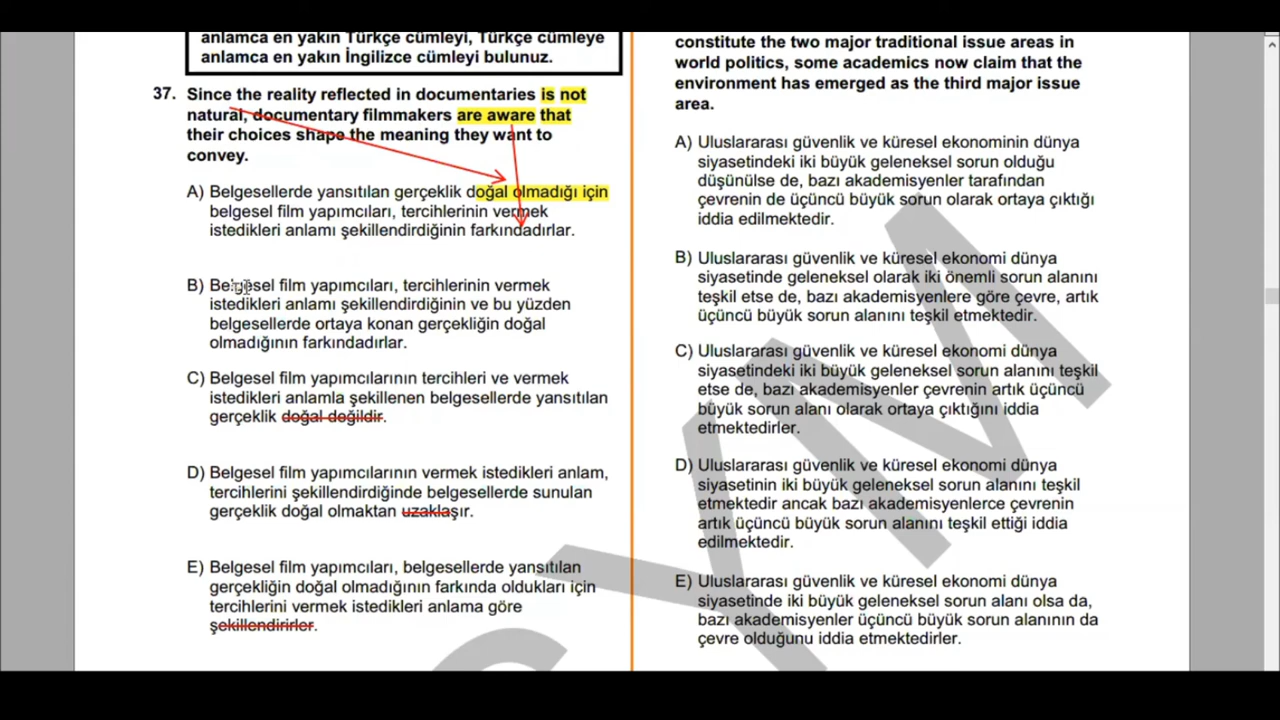 anlamca en yakın Türkçe cümleyi, Türkçe cümleye
anlamca en yakın İngilizce cümleyi bulunuz.
37. Since the reality reflected in documentaries is not
natural, documentary filmmakers are aware that
their choices shape the meaning they want to
convey.
A) Belgesellerde yansıtılan gerçeklik doğal olmadığı için
belgesel film yapımcıları, tercihlerinin vermek
istedikleri anlamı şekillendirdiğinin farkındadırlar.
B) Belgesel film yapımcıları, tercihlerinin vermek
istedikleri anlamı şekillendirdiğinin ve bu yüzden
belgesellerde ortaya konan gerçekliğin doğal
olmadığının farkındadırlar.
C) Belgesel film yapımcılarının tercihleri ve vermek
istedikleri anlamla şekillenen belgesellerde yansıtılan
gerçeklik doğal değildir.
D) Belgesel film yapımcılarının vermek istedikleri anlam,
tercihlerini şekillendirdiğinde belgesellerde sunulan
gerçeklik doğal olmaktan uzaklaşır.
E) Belgesel film yapımcıları, belgesellerde yansıtılan
gerçekliğin doğal olmadığının farkında oldukları için
tercihlerini vermek istedikleri anlama göre
şekillendirirler.
constitute the two major traditional issue areas in
world politics, some academics now claim that the
environment has emerged as the third major issue
area.
A) Uluslararası güvenlik ve küresel ekonominin dünya
siyasetindeki iki büyük geleneksel sorun olduğu
düşünülse de, bazı akademisyenler tarafından
çevrenin de üçüncü büyük sorun olarak ortaya çıktığı
iddia edilmektedir.
B) Uluslararası güvenlik ve küresel ekonomi dünya
siyasetinde geleneksel olarak iki önemli sorun alanını
teşkil etse de, bazı akademisyenlere göre çevre, artık
üçüncü büyük sorun alanını teşkil etmektedir.
C) Uluslararası güvenlik ve küresel ekonomi dünya
siyasetindeki iki büyük geleneksel sorun alanını teşkil
etse de, bazı akademisyenler çevrenin artık üçüncü
büyük sorun alanı olarak ortaya çıktığını iddia
etmektedirler.
D) Uluslararası güvenlik ve küresel ekonomi dünya
siyasetinin iki büyük geleneksel sorun alanını teşkil
etmektedir ancak bazı akademisyenlerce çevrenin
artık üçüncü büyük sorun alanını teşkil ettiği iddia
edilmektedir.
E) Uluslararası güvenlik ve küresel ekonomi dünya
siyasetinde iki büyük geleneksel sorun alanı olsa da,
bazı akademisyenler üçüncü büyük sorun alanının da
çevre olduğunu iddia etmektedirler.